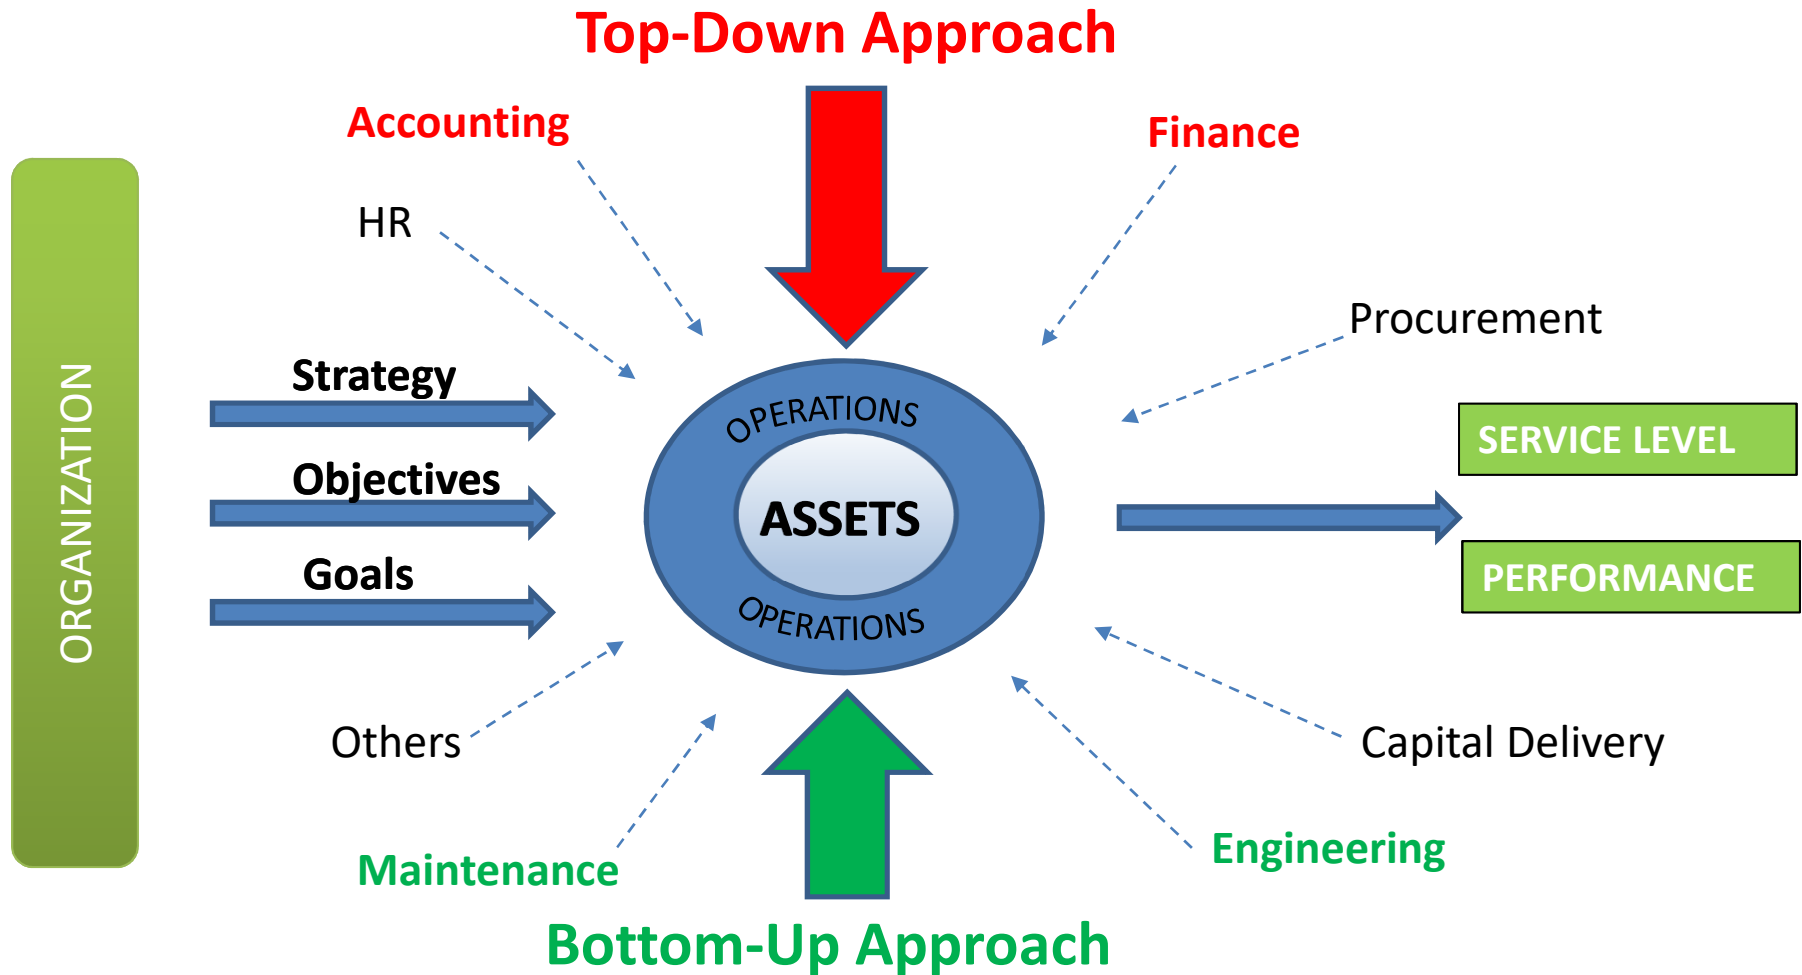 Top-Down Approach
Accounting
Finance
HR
Procurement
ORGANIZATION
Strategy
Objectives
Goals
OPERATIONS
ASSETS
OPERATIONS
SERVICE LEVEL
PERFORMANCE
Others
Capital Delivery
Maintenance
Engineering
Bottom-Up Approach